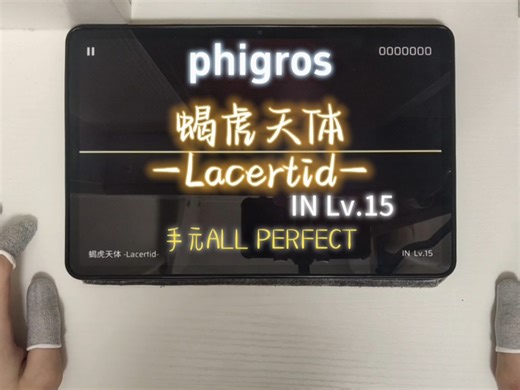 phigros
0000000
蝎虎天体
-Lacertid-
IN Lv.15
手元ALL PERFECT
蝎虎天体 -Lacertid-
IN Lv.15